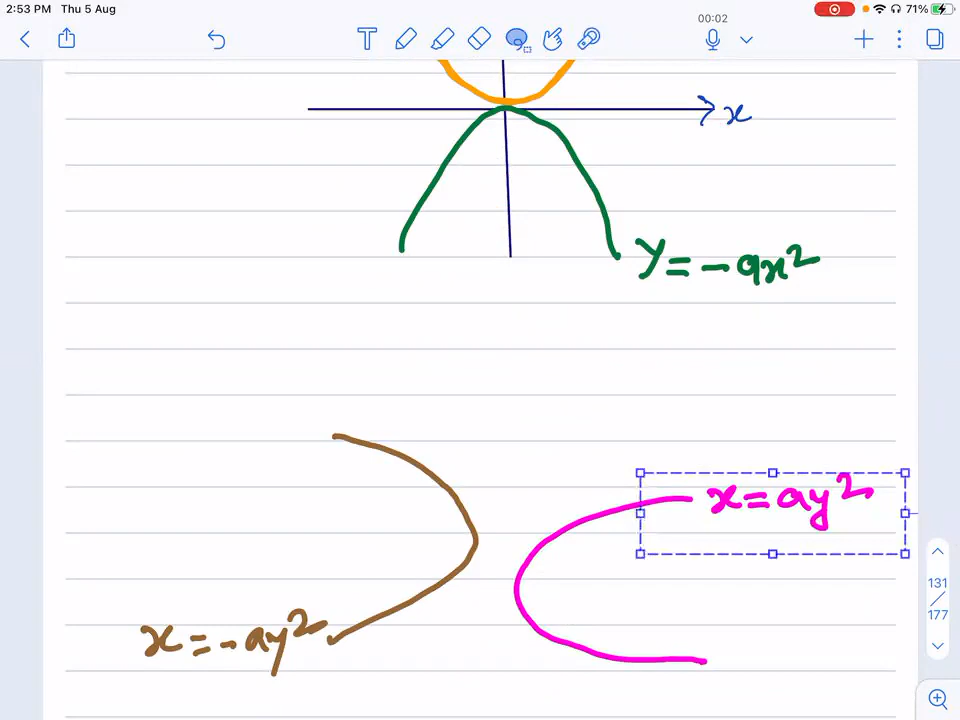 2:53 PM Thu 5 Aug
71%
00:02
T
x
y = -ax²
x = ay²
x = -ay²
131
177